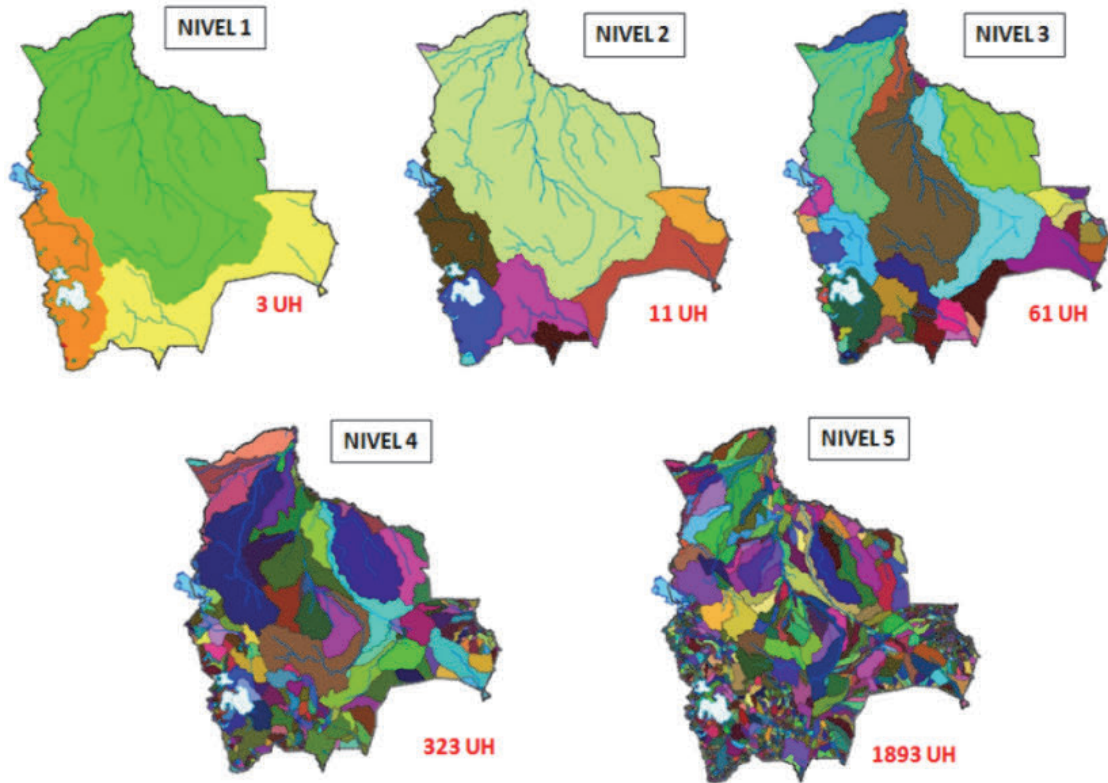 NIVEL 1
3 UH
NIVEL 2
11 UH
NIVEL 3
61 UH
NIVEL 4
323 UH
NIVEL 5
1893 UH